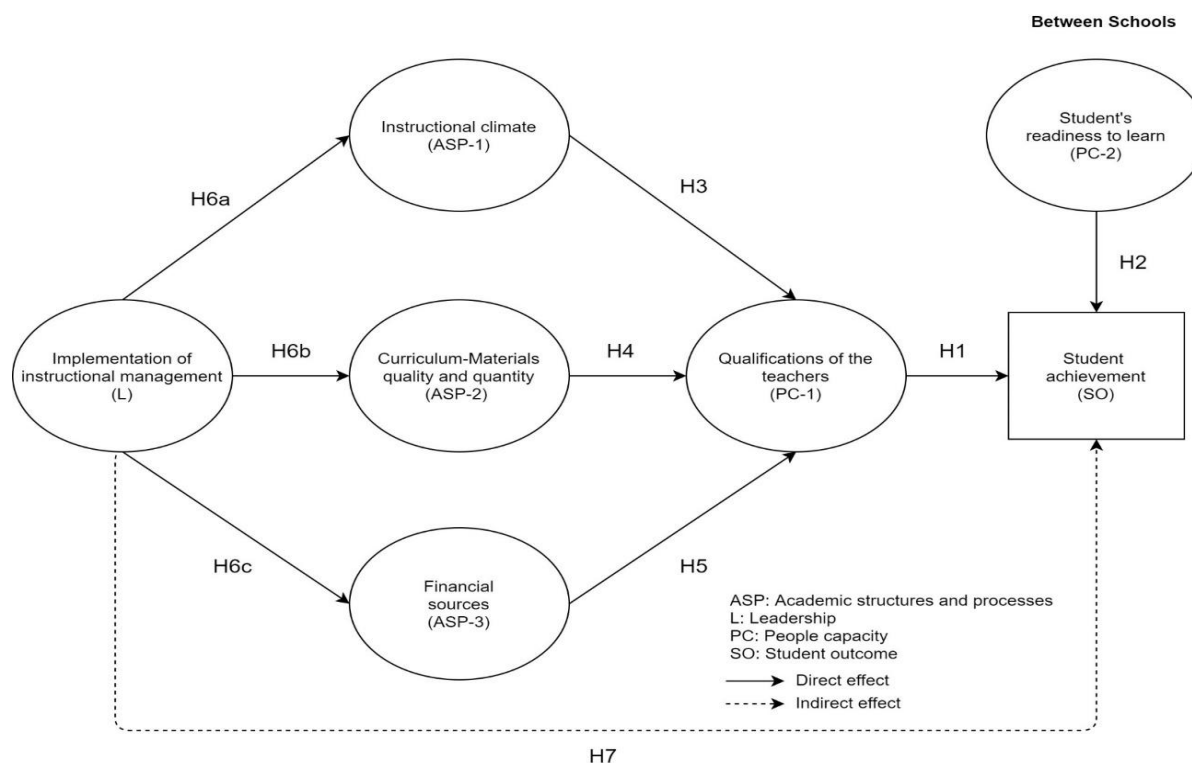 Between Schools
Instructional climate
(ASP-1)
Student's
readiness to learn
(PC-2)
H6a
H3
H2
Implementation of
instructional management
(L)
H6b
Curriculum-Materials
quality and quantity
(ASP-2)
H4
Qualifications of the
teachers
(PC-1)
H1
Student
achievement
(SO)
H6c
H5
Financial
sources
(ASP-3)
ASP: Academic structures and processes
L: Leadership
PC: People capacity
SO: Student outcome
Direct effect
Indirect effect
H7